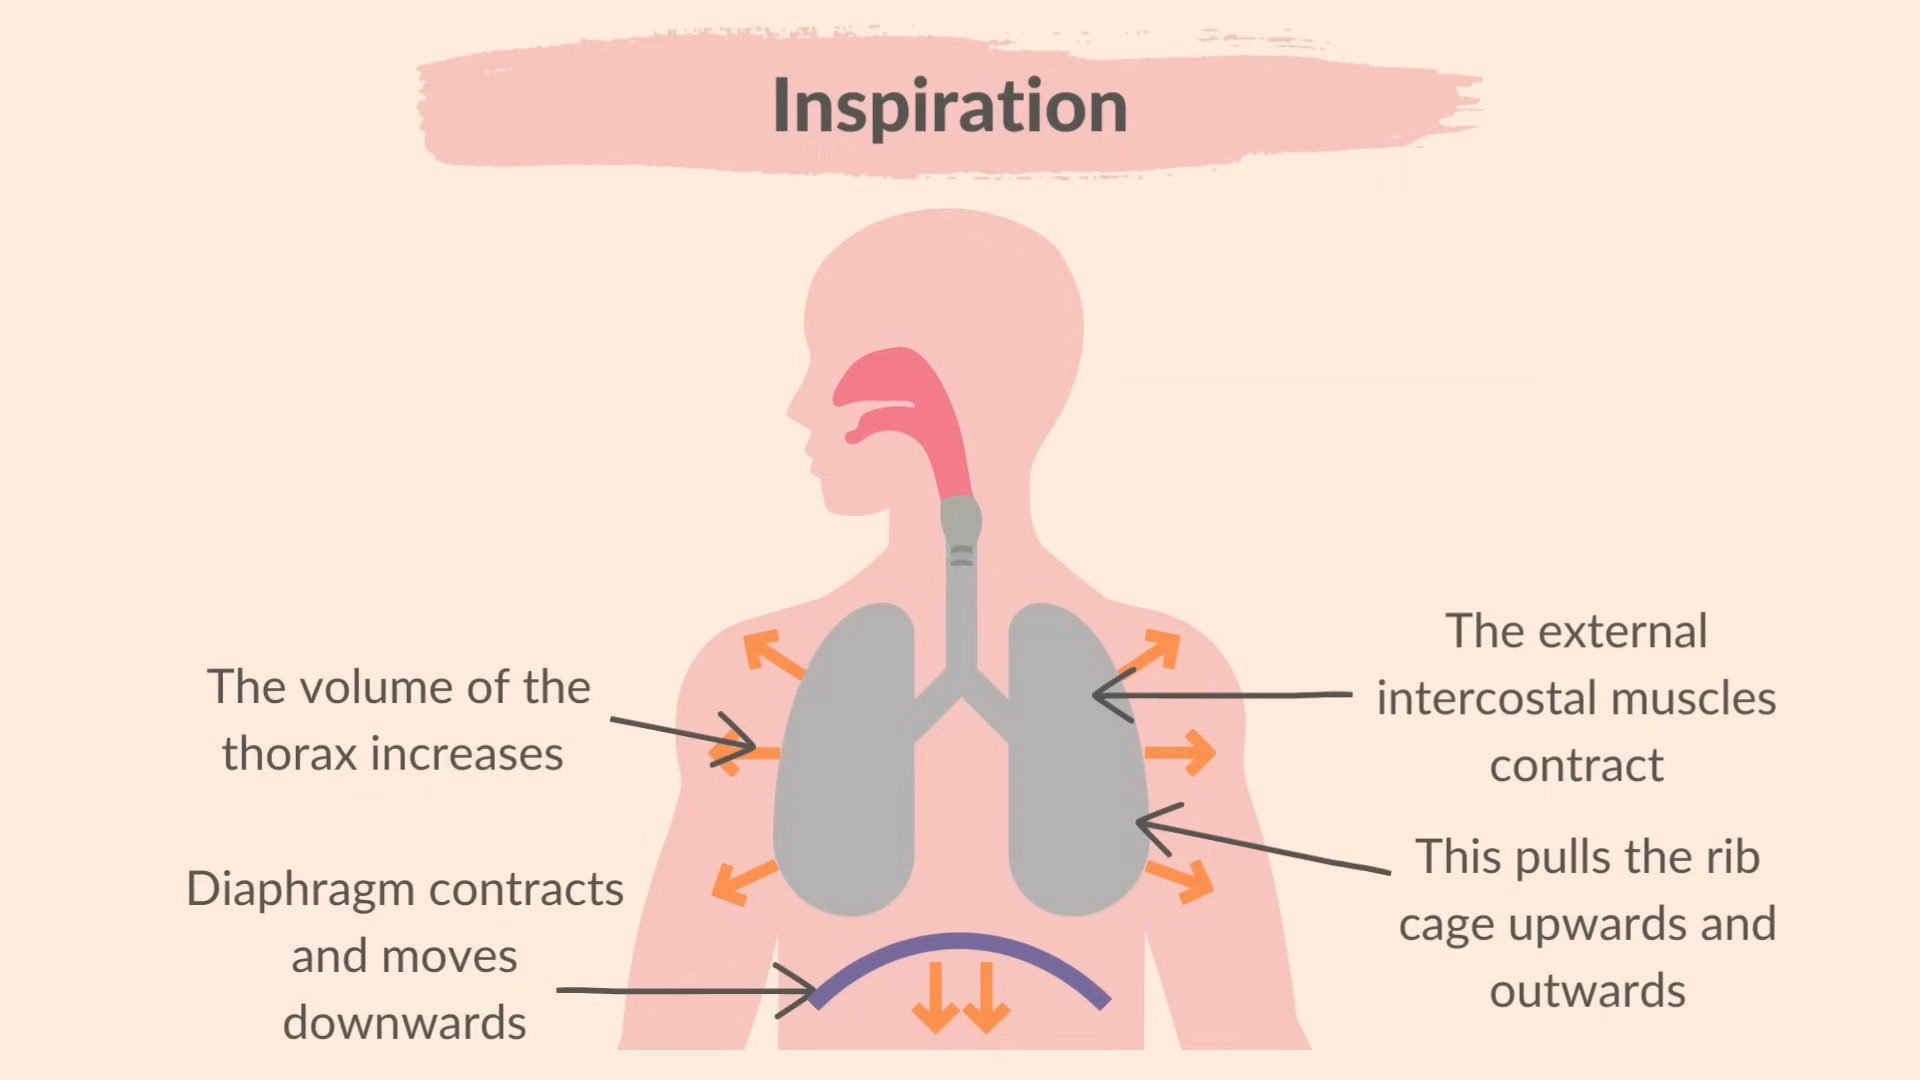 Inspiration
The volume of the
thorax increases
Diaphragm contracts
and moves
downwards
The external
intercostal muscles
contract
This pulls the rib
cage upwards and
outwards